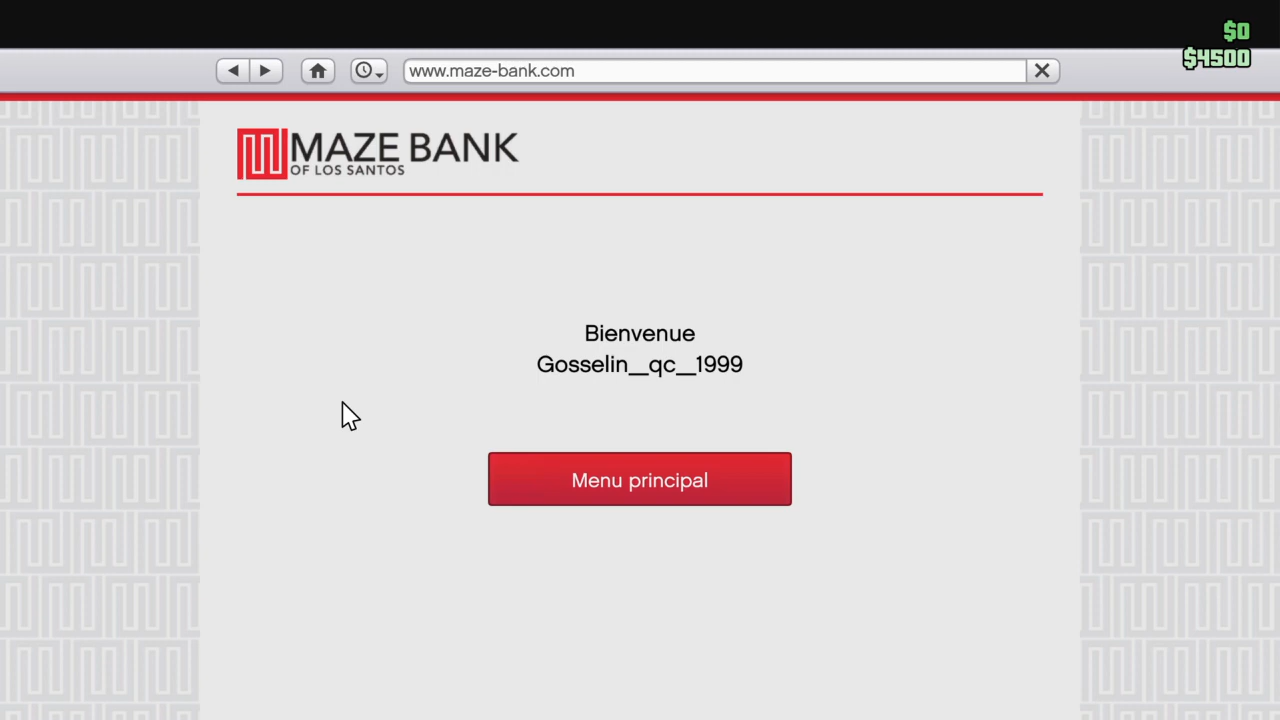 $0
$4500
www.maze-bank.com
MAZE BANK
OF LOS SANTOS
Bienvenue
Gosselin__qc__1999
Menu principal